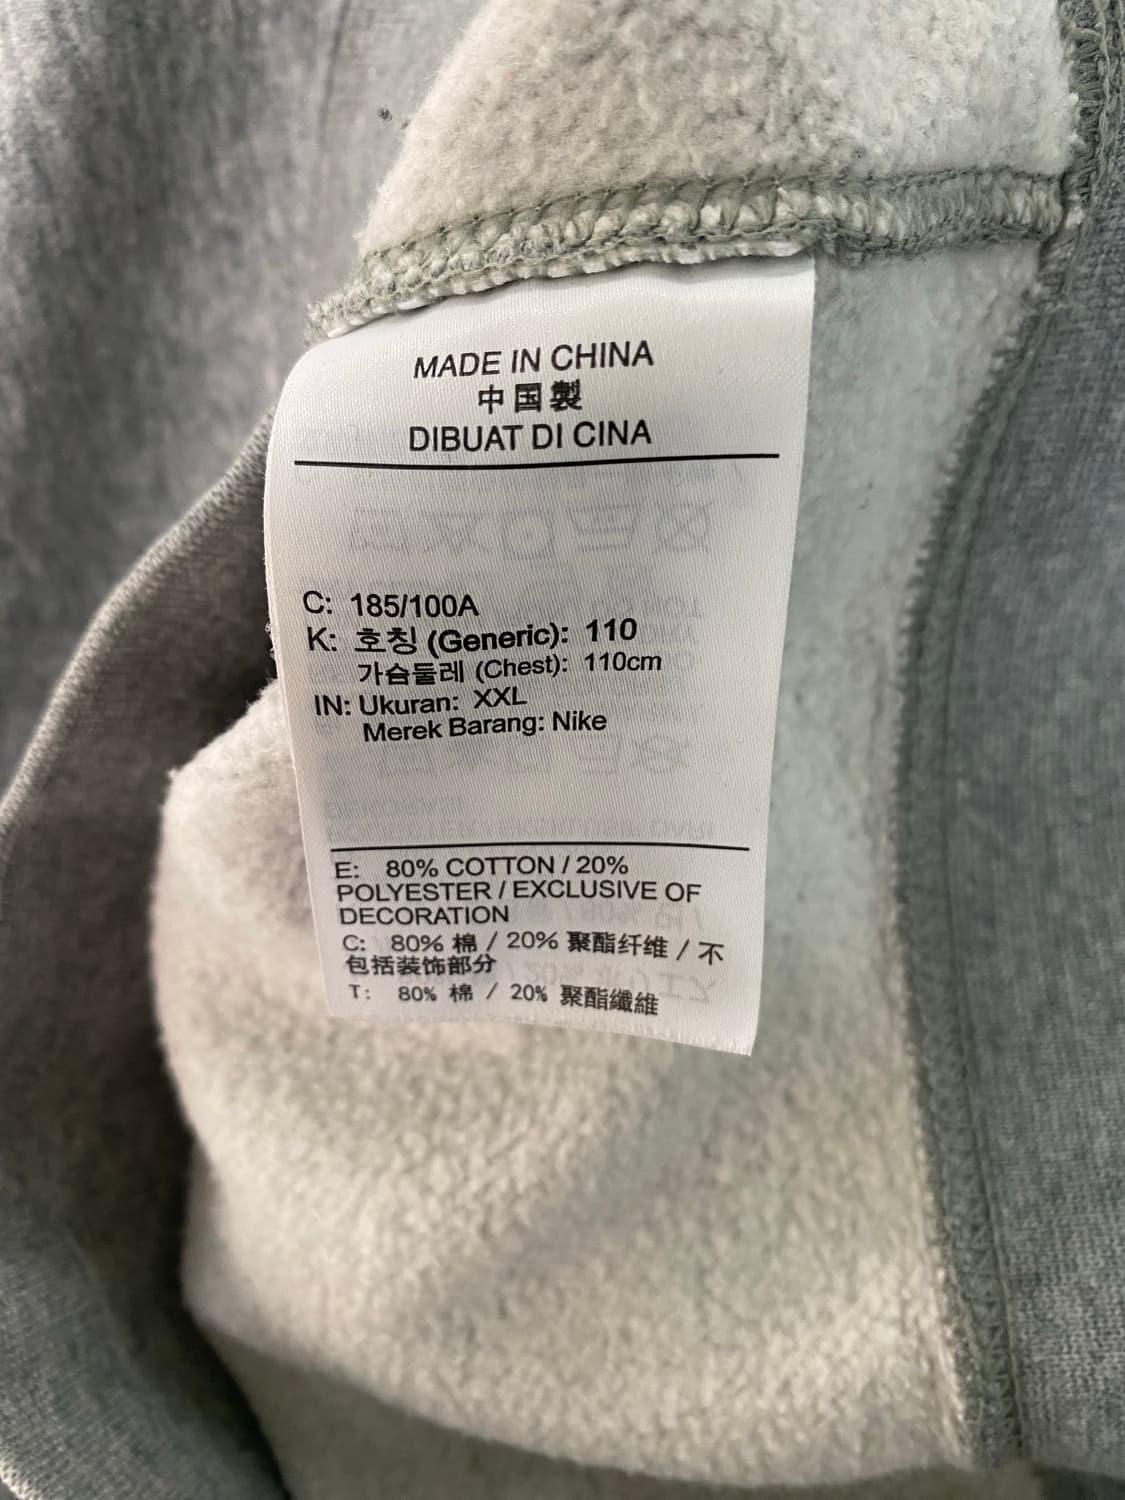 MADE IN CHINA
中国製
DIBUAT DI CINA
C: 185/100A
K: 호칭 (Generic): 110
가슴둘레 (Chest): 110cm
IN: Ukuran: XXL
Merek Barang: Nike
E: 80% COTTON / 20%
POLYESTER / EXCLUSIVE OF
DECORATION
C: 80% 棉 / 20% 聚酯纤维 / 不
包括装饰部分
T: 80% 棉 / 20% 聚酯纖維